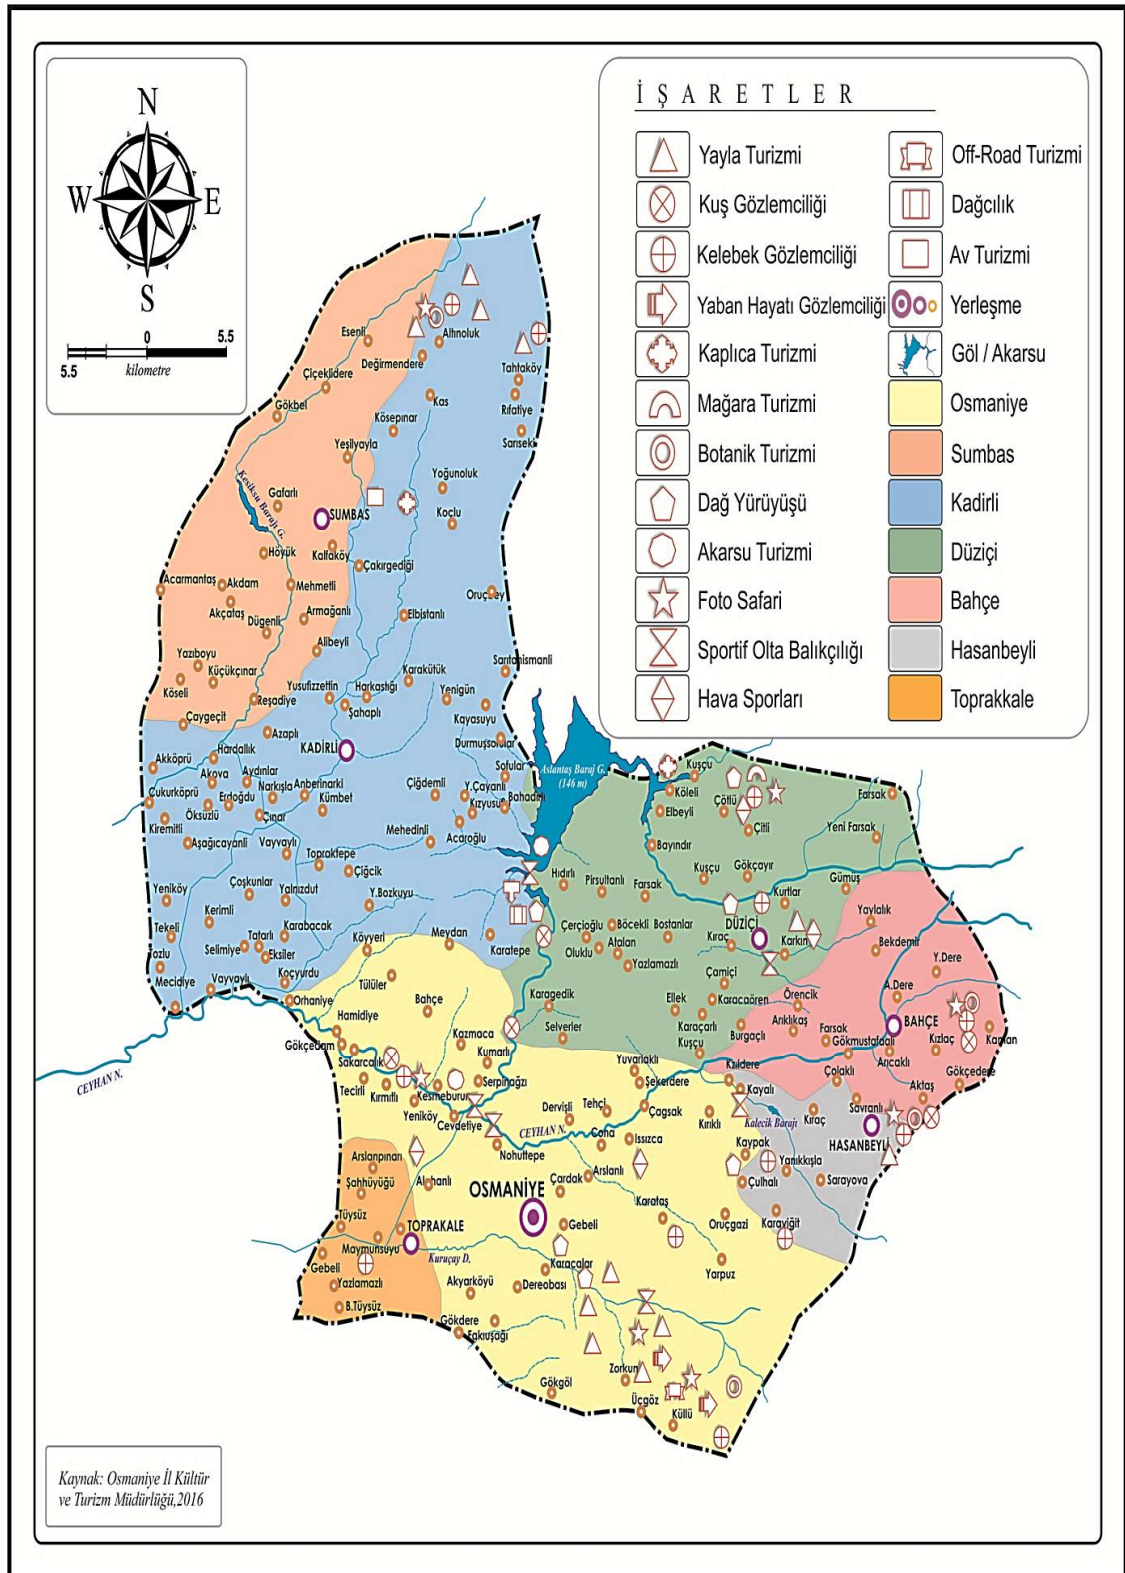 N
W
E
S
0
5.5
5.5
kilometre
İŞARETLER
Yayla Turizmi
Kuş Gözlemciliği
Kelebek Gözlemciliği
Yaban Hayatı Gözlemciliği
Kaplıca Turizmi
Mağara Turizmi
Botanik Turizmi
Dağ Yürüyüşü
Akarsu Turizmi
Foto Safari
Sportif Olta Balıkçılığı
Hava Sporları
Off-Road Turizmi
Dağcılık
Av Turizmi
Yerleşme
Göl / Akarsu
Osmaniye
Sumbas
Kadirli
Düziçi
Bahçe
Hasanbeyli
Toprakkale
Esenli
Altınoluk
Değirmendere
Çiçeklidere
Tahtaköy
Gökbel
Kas
Rıfatiye
Kösepınar
Sarıseki
Yeşilyayla
Kesiksu Barajı G.
Yoğunoluk
Gafarlı
SUMBAS
Koçlu
Höyük
Kalfaköy
Çakırgediği
Acarmantaş
Akdam
Mehmetli
Akçataş
Armağanlı
Elbistanlı
Düğenli
Alibeyli
Yazıboyu
Küçükçınar
Köseli
Karakütük
Sarıtanışmanlı
Reşadiye
Yusufizzettin
Harkaştığı
Yenigün
Şahaplı
Kayasuyu
Çaygeçit
Azaplı
KADİRLİ
Durmuşsofular
Hardallık
Akköprü
Akova
Aydınlar
Sofular
Aslantaş Baraj G.
(146 m)
Çukurköprü
Erdoğdu
Narkışla
Anberinarkı
Çiğdemli
Y.Çayanlı
Öksüzlü
Kümbet
Kızyusuf
Bahadırlı
Kiremitli
Çınar
Acaroğlu
Aşağıçayanlı
Vayvaylı
Mehedinli
Topraktepe
Çiğcik
Yeniköy
Coşkunlar
Yalnızdut
Y.Bozkuyu
Kerimli
Tekeli
Tatarlı
Karabacak
Selimiye
Eksiler
Köyyeri
Meydan
Karatepe
Mecidiye
Vayvaylı
Koçyurdu
Kuşçu
Köleli
Çötlü
Farsak
Elbeyli
Çitli
Yeni Farsak
Bayındır
Hıdırlı
Pirsultanlı
Farsak
Kuşçu
Gökçayır
Gümüş
Kurtlar
Çerçioğlu
Böcekli
Bostanlar
DÜZİÇİ
Kıraç
Karkın
Yaylalık
Oluklu
Atalan
Yazlamazlı
Bekdemir
Çamiçi
Y.Dere
Karagedik
Ellek
Karacaören
Örencik
A.Dere
Karaçarlı
Burgaçlı
Arıklıkaş
Farsak
BAHÇE
Selverler
Kuşçu
Gökmustafaali
Kızlaç
Kaplan
Arıcaklı
Tülüler
Orhaniye
Bahçe
Hamidiye
Kazmaca
Gökçedam
Sakarcalık
Kumarlı
Yuvarlaklı
Kızıldere
Çolaklı
Gökçedere
CEYHAN N.
Tecirli
Kırmıtlı
Kesmeburun
Serpinağzı
Şekerdere
Kayalı
Aktaş
Yeniköy
Dervişli
Tehçi
Çagsak
Kıraç
Savranlı
Cevdetiye
CEYHAN N.
Cona
Kırıklı
Kalecik Barajı
HASANBEYLİ
Nohuttepe
Issızca
Kaypak
Arslanpınarı
Yanıkkışla
Arslanlı
Şahhüyüğü
Çardak
Çulhalı
Sarayova
OSMANİYE
Karataş
Tüysüz
TOPRAKALE
Gebeli
Oruçgazi
Karayiğit
Maymunsuyu
Kuruçay D.
Gebeli
Karaçalar
Yarpuz
Yazlamazlı
Akyarköyü
Dereobası
B.Tüysüz
Gökdere
Fakıuşağı
Zorkun
Gökgöl
Üçgöz
Küllü
Kaynak: Osmaniye İl Kültür
ve Turizm Müdürlüğü,2016